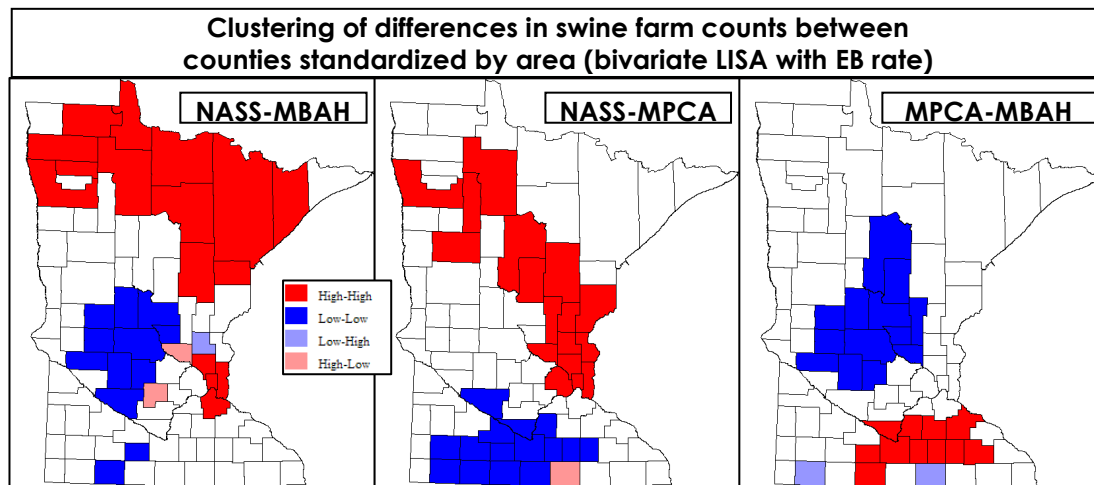 Clustering of differences in swine farm counts between
counties standardized by area (bivariate LISA with EB rate)
NASS-MBAH
NASS-MPCA
MPCA-MBAH
High-High
Low-Low
Low-High
High-Low